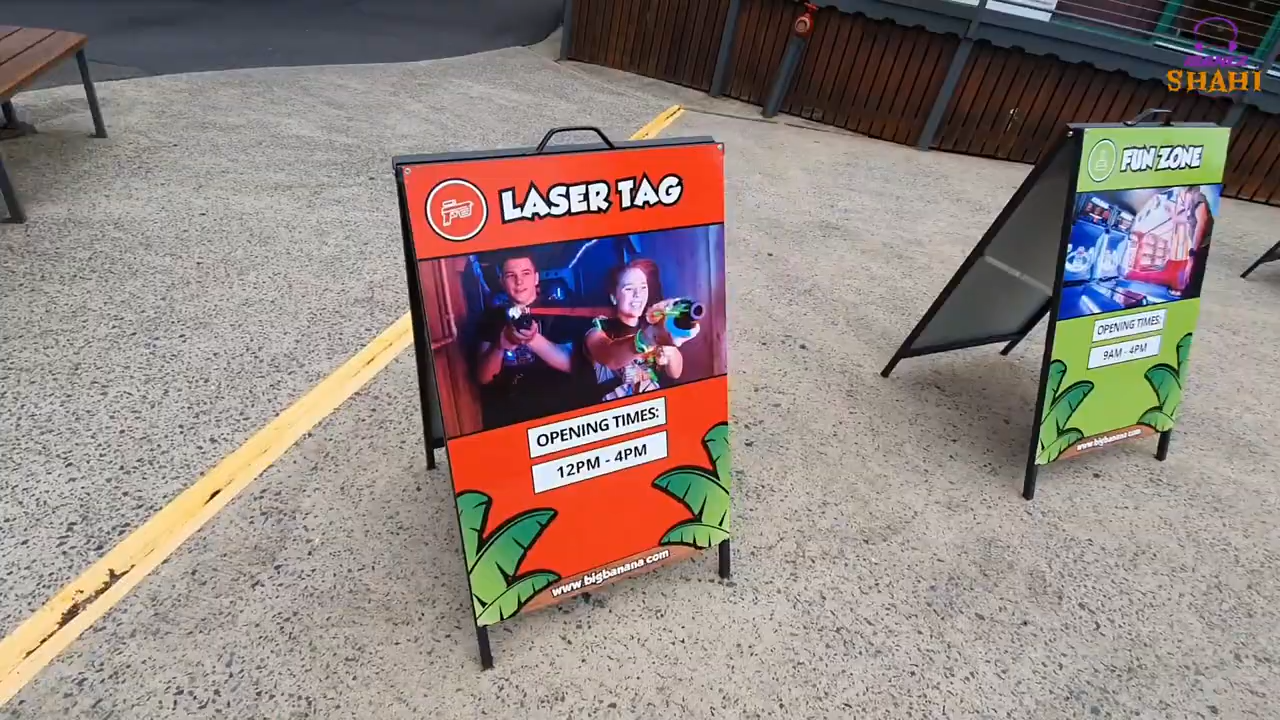 LASER TAG
OPENING TIMES:
12PM - 4PM
www.bigbanana.com
FUN ZONE
OPENING TIMES:
9AM - 4PM
www.bigbanana.com
SHAHI